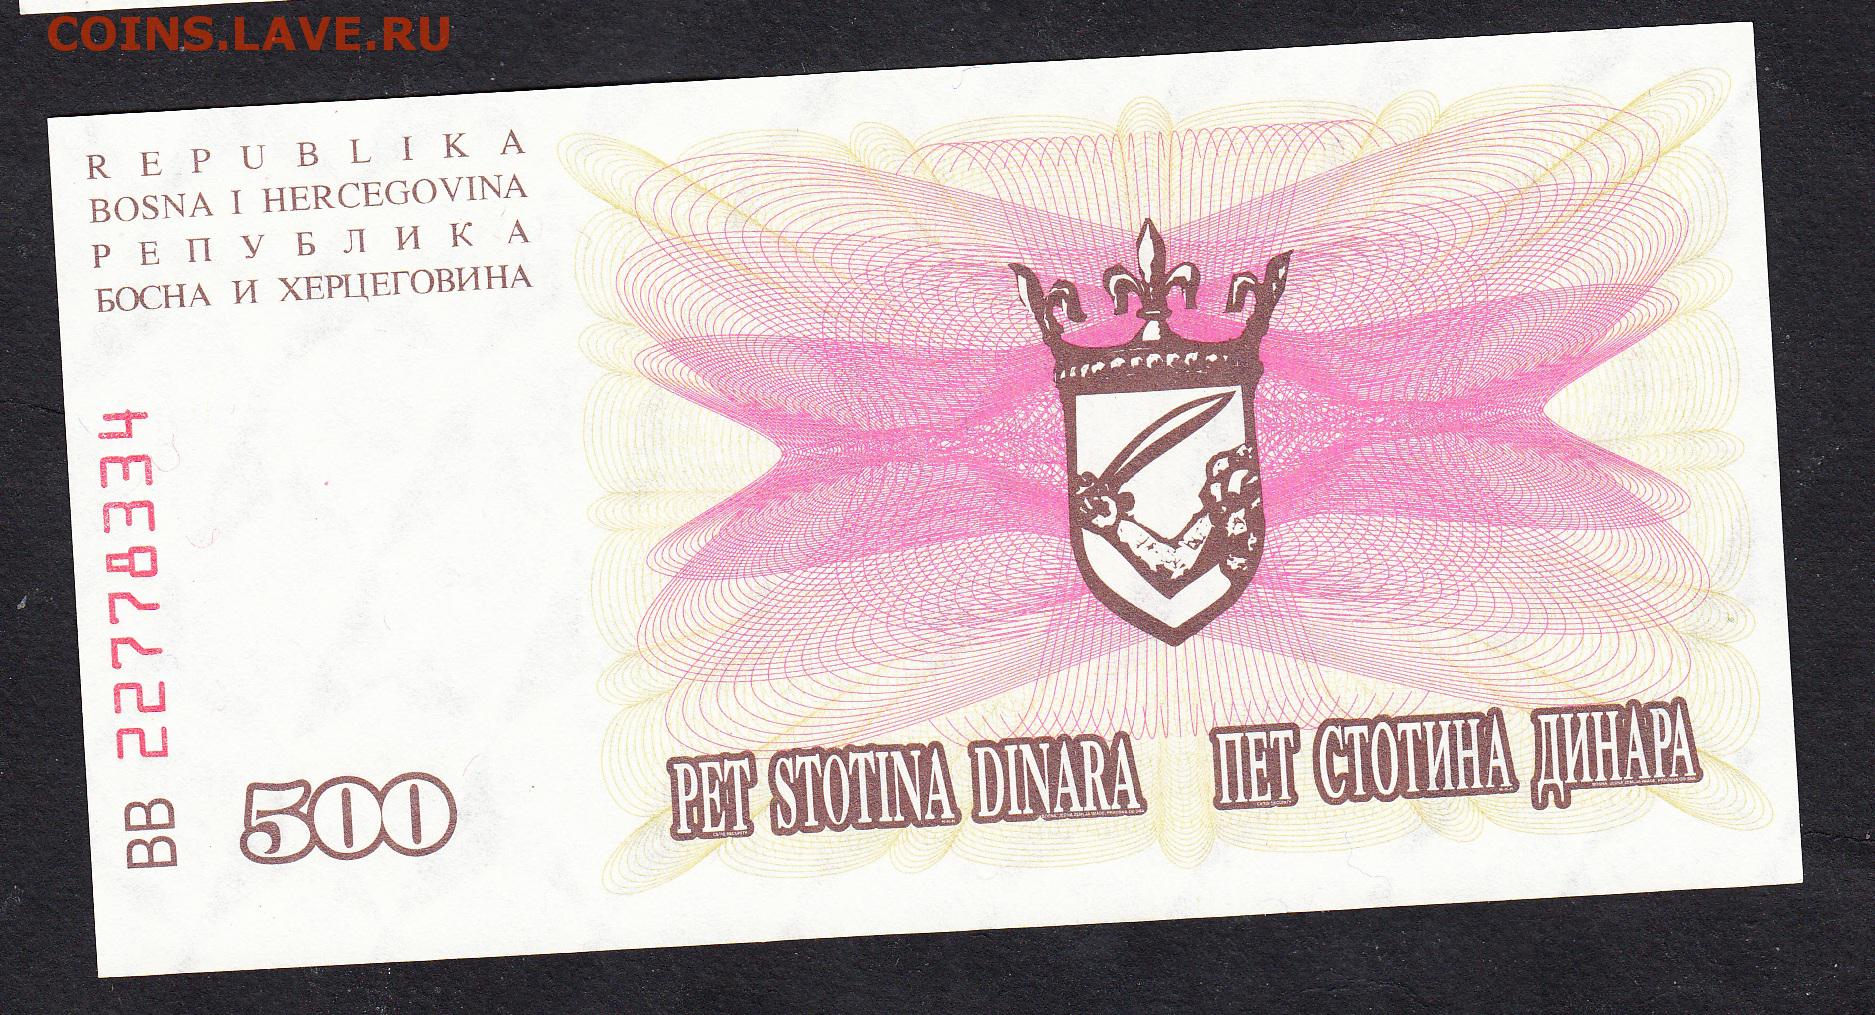 COINS.LAVE.RU
REPUBLIKA
BOSNA I HERCEGOVINA
РЕПУБЛИКА
БОСНА И ХЕРЦЕГОВИНА
BB 22778334
500
PET STOTINA DINARA
ПЕТ СТОТИНА ДИНАРА